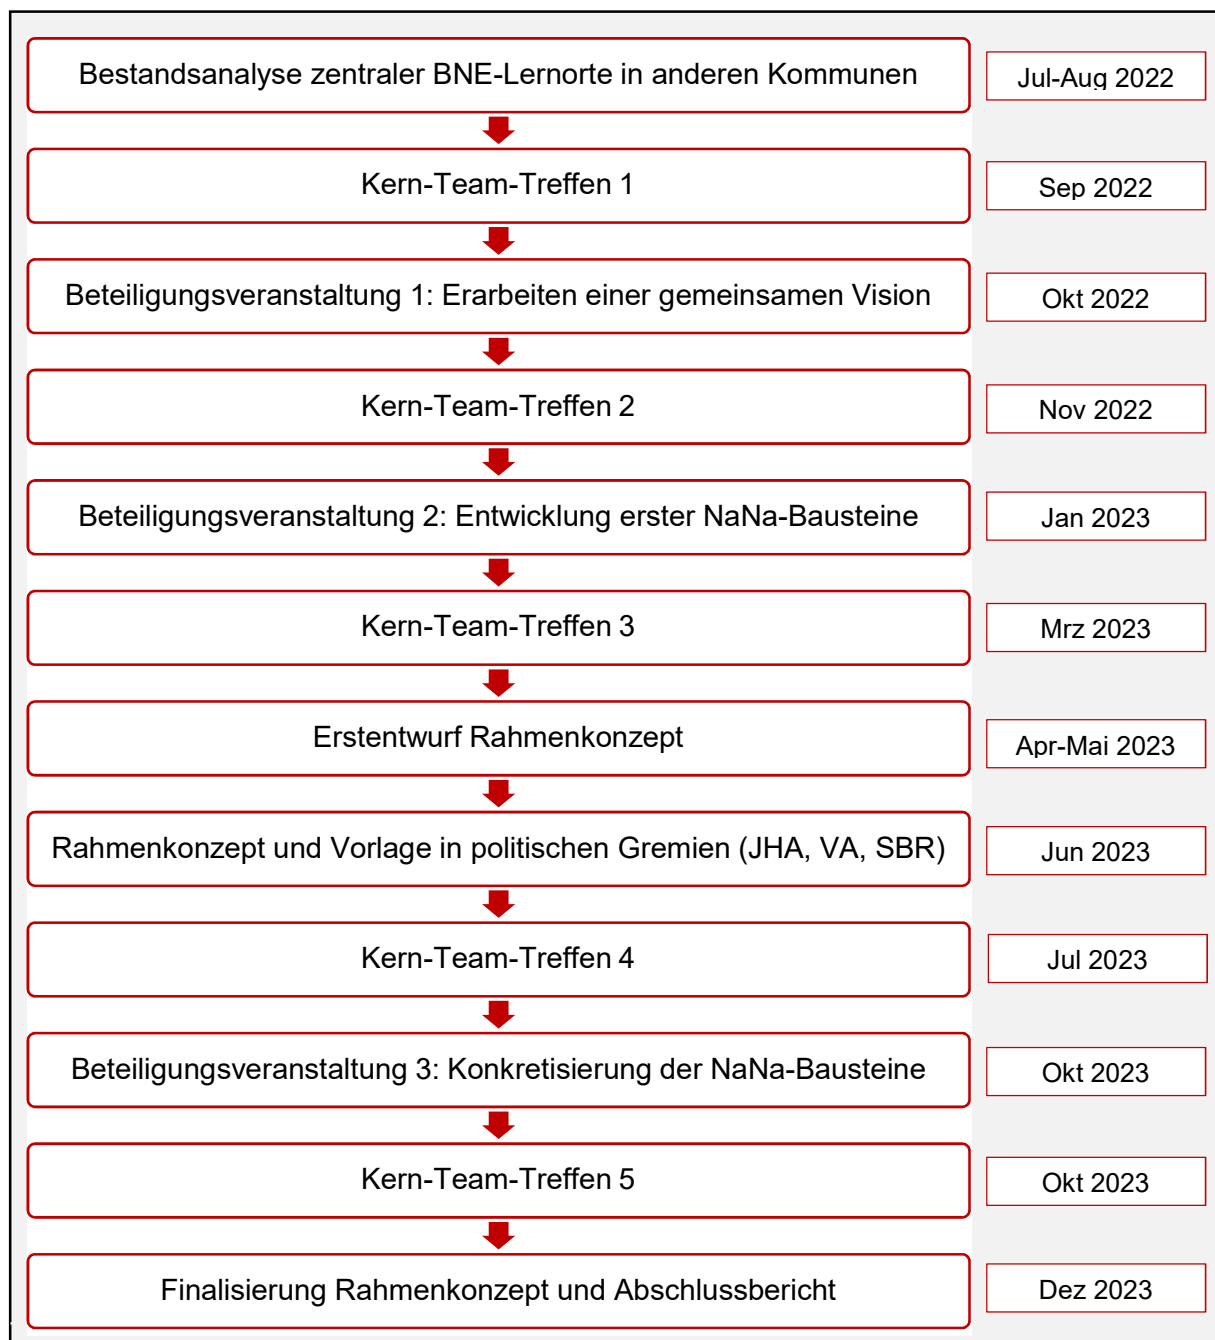 Bestandsanalyse zentraler BNE-Lernorte in anderen Kommunen
Jul-Aug 2022
Kern-Team-Treffen 1
Sep 2022
Beteiligungsveranstaltung 1: Erarbeiten einer gemeinsamen Vision
Okt 2022
Kern-Team-Treffen 2
Nov 2022
Beteiligungsveranstaltung 2: Entwicklung erster NaNa-Bausteine
Jan 2023
Kern-Team-Treffen 3
Mrz 2023
Erstentwurf Rahmenkonzept
Apr-Mai 2023
Rahmenkonzept und Vorlage in politischen Gremien (JHA, VA, SBR)
Jun 2023
Kern-Team-Treffen 4
Jul 2023
Beteiligungsveranstaltung 3: Konkretisierung der NaNa-Bausteine
Okt 2023
Kern-Team-Treffen 5
Okt 2023
Finalisierung Rahmenkonzept und Abschlussbericht
Dez 2023